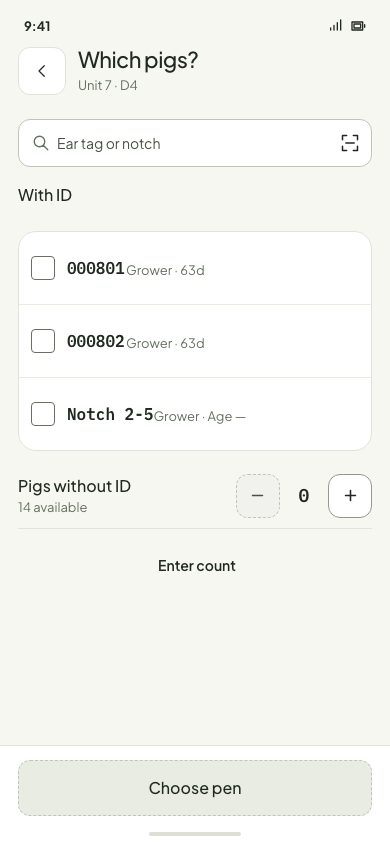 9:41
Which pigs?
Unit 7 · D4
Ear tag or notch
With ID
000801 Grower · 63d
000802 Grower · 63d
Notch 2-5 Grower · Age —
Pigs without ID
14 available
− 0 +
Enter count
Choose pen